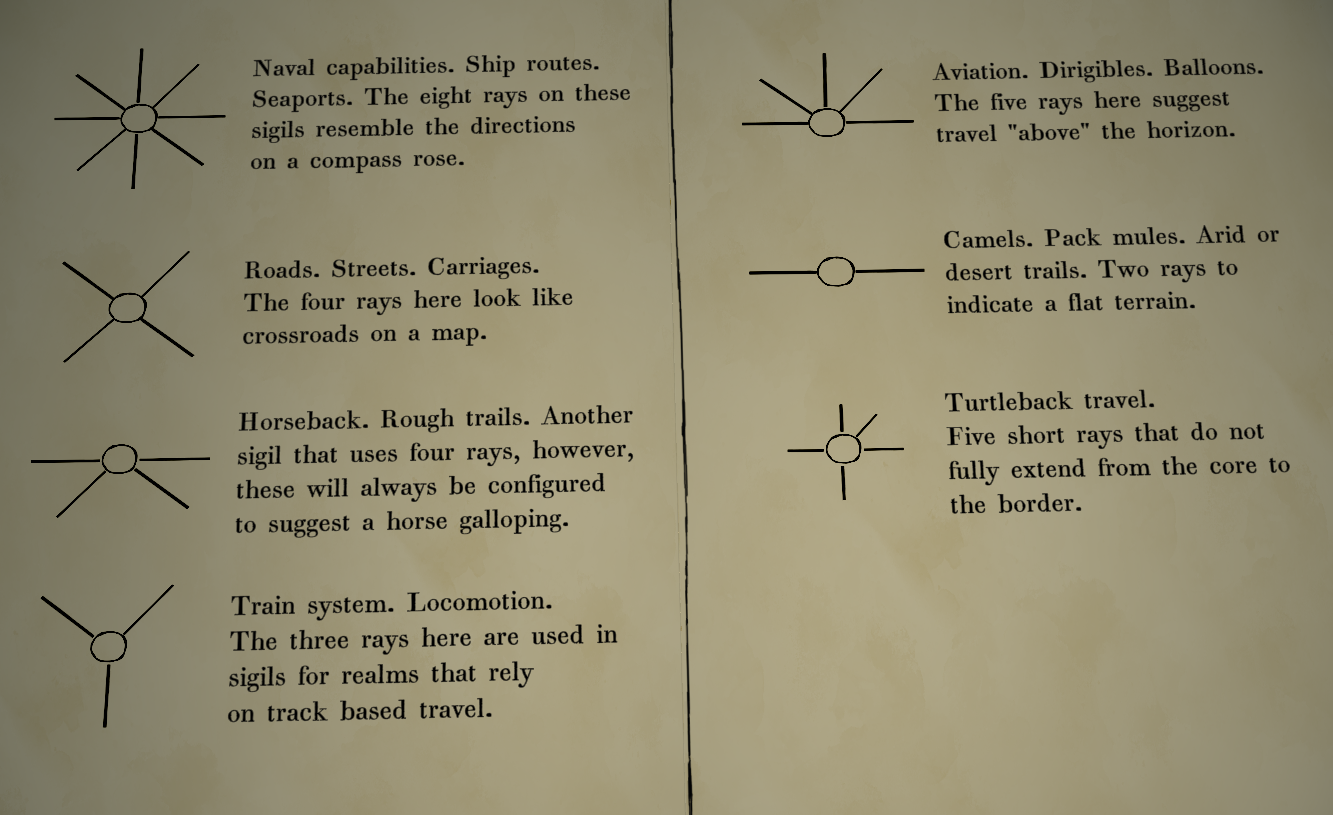 Naval capabilities. Ship routes.
Seaports. The eight rays on these
sigils resemble the directions
on a compass rose.
Roads. Streets. Carriages.
The four rays here look like
crossroads on a map.
Horseback. Rough trails. Another
sigil that uses four rays, however,
these will always be configured
to suggest a horse galloping.
Train system. Locomotion.
The three rays here are used in
sigils for realms that rely
on track based travel.
Aviation. Dirigibles. Balloons.
The five rays here suggest
travel "above" the horizon.
Camels. Pack mules. Arid or
desert trails. Two rays to
indicate a flat terrain.
Turtleback travel.
Five short rays that do not
fully extend from the core to
the border.